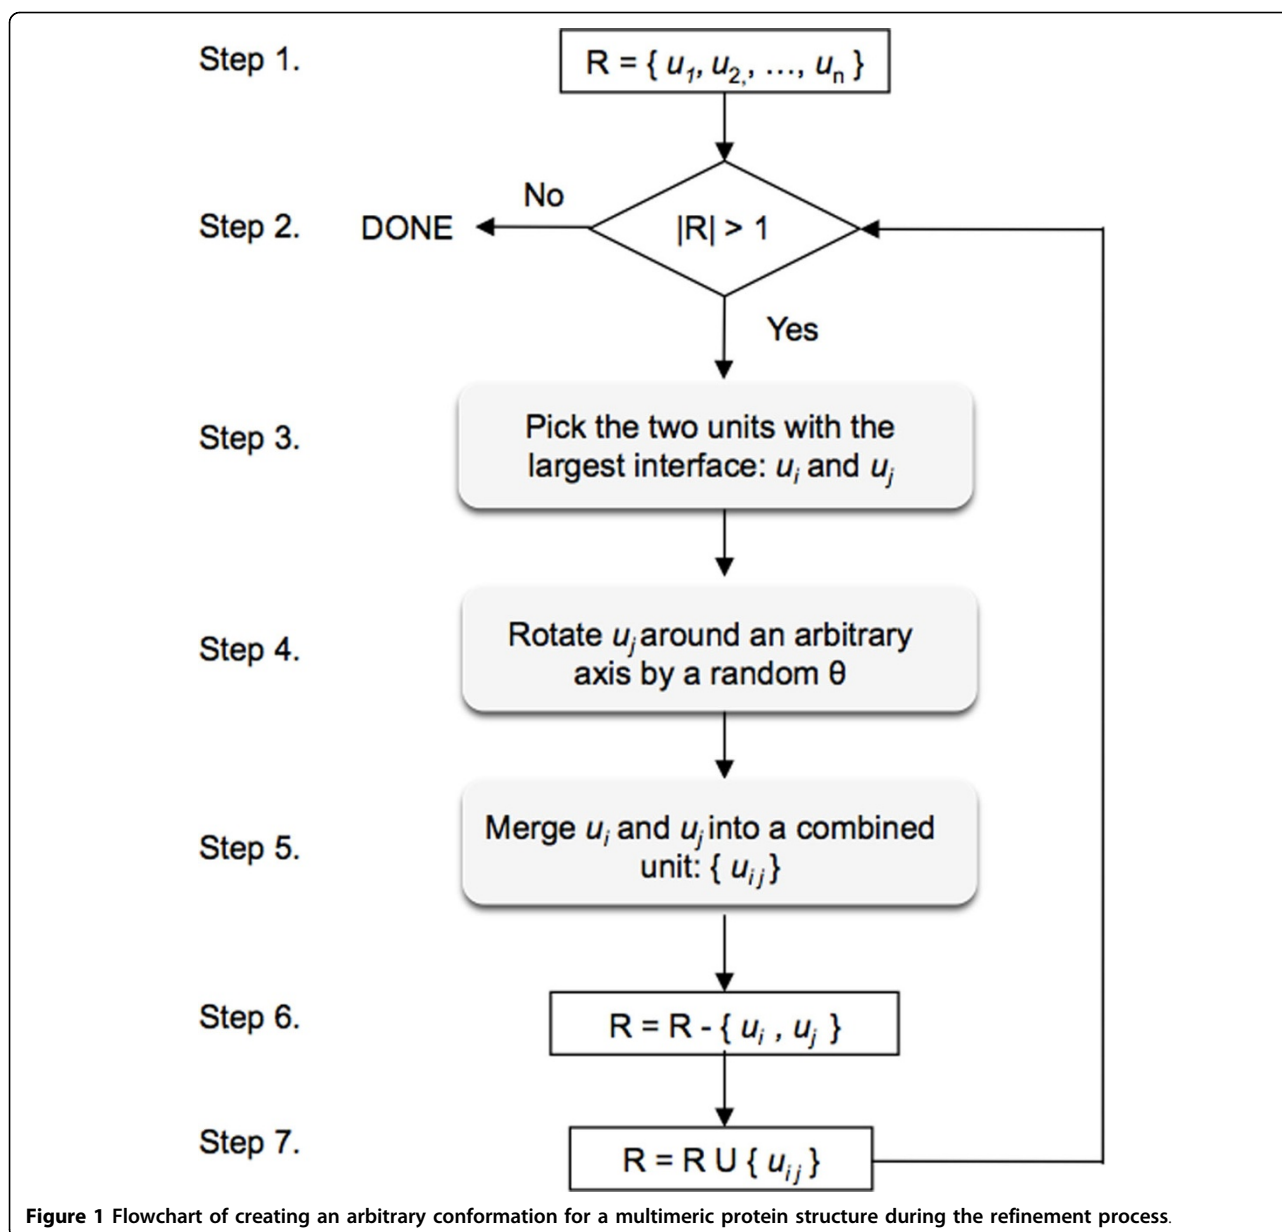 Step 1.
R = { u1, u2,, ..., un }
Step 2.
DONE
No
|R| > 1
Yes
Step 3.
Pick the two units with the
largest interface: ui and uj
Step 4.
Rotate uj around an arbitrary
axis by a random θ
Step 5.
Merge ui and uj into a combined
unit: { uij }
Step 6.
R = R - { ui , uj }
Step 7.
R = R U { uij }
Figure 1 Flowchart of creating an arbitrary conformation for a multimeric protein structure during the refinement process.